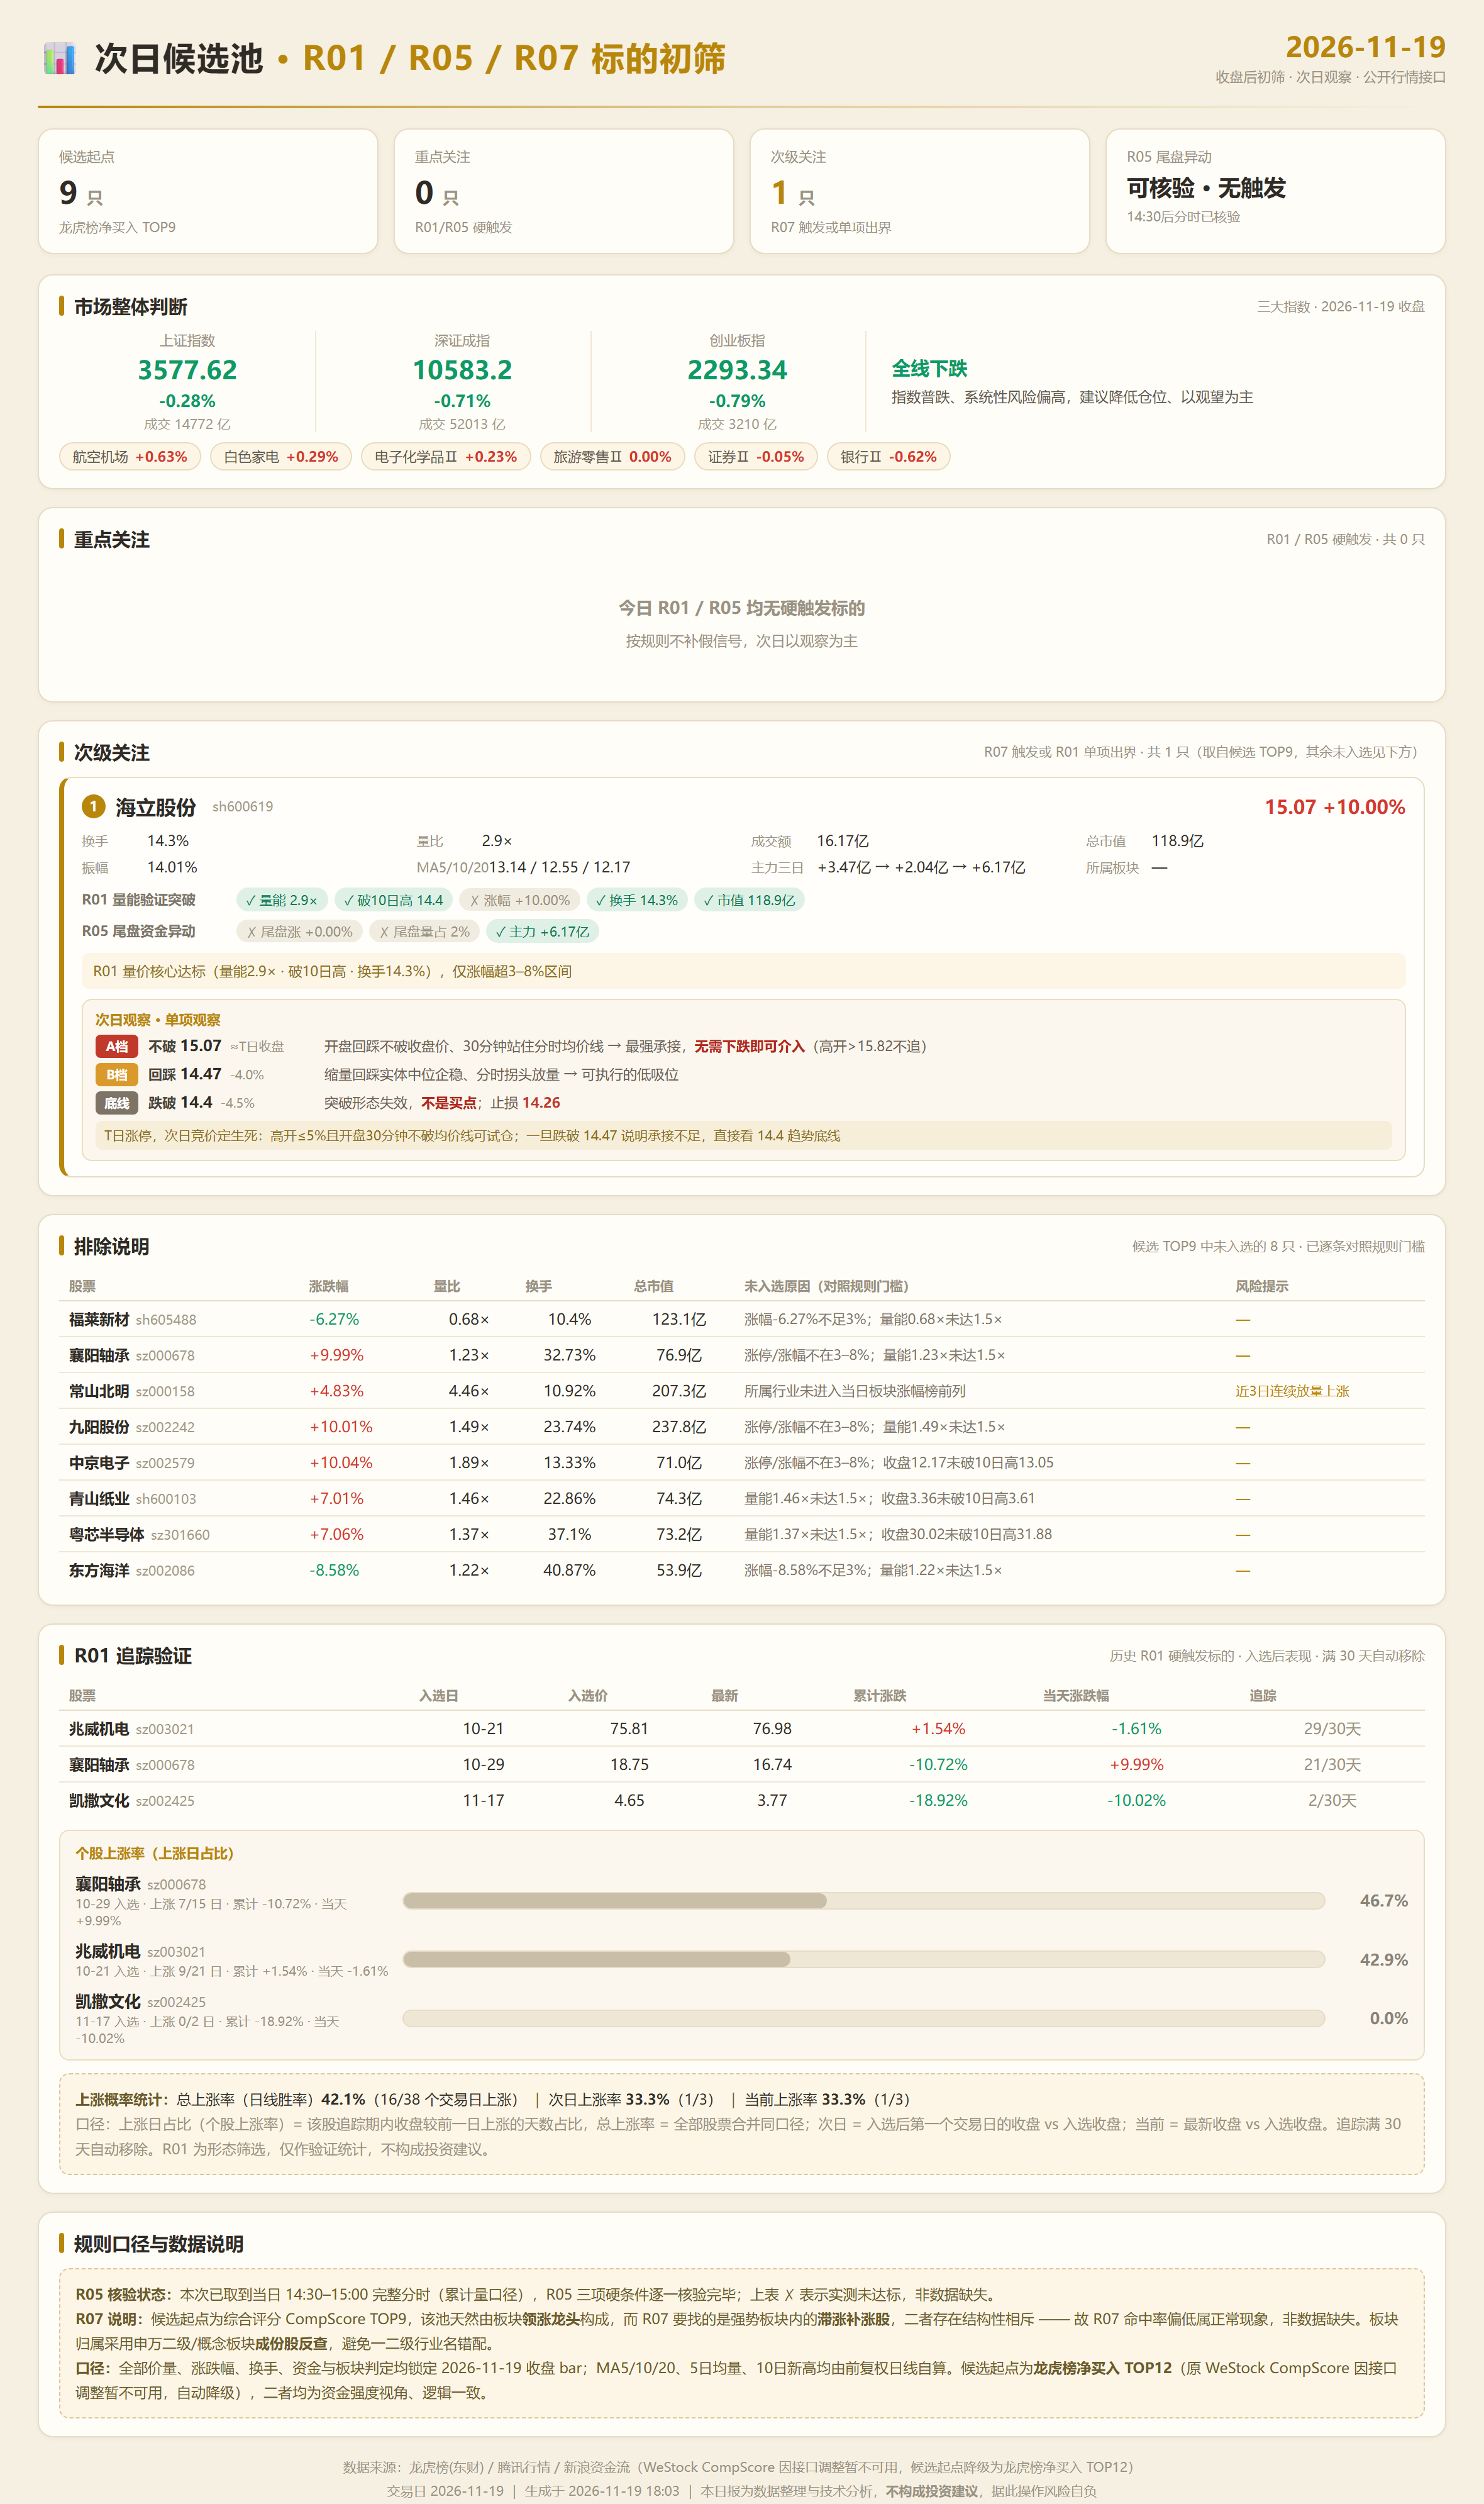 次日候选池 • R01 / R05 / R07 标的初筛
2026-11-19
收盘后初筛 · 次日观察 · 公开行情接口
候选起点
9 只
龙虎榜净买入 TOP9
重点关注
0 只
R01/R05 硬触发
次级关注
1 只
R07 触发或单项出界
R05 尾盘异动
可核验 • 无触发
14:30后分时已核验
市场整体判断
三大指数 · 2026-11-19 收盘
上证指数
3577.62
-0.28%
成交 14772 亿
深证成指
10583.2
-0.71%
成交 52013 亿
创业板指
2293.34
-0.79%
成交 3210 亿
全线下跌
指数普跌、系统性风险偏高，建议降低仓位、以观望为主
航空机场 +0.63%
白色家电 +0.29%
电子化学品Ⅱ +0.23%
旅游零售Ⅱ 0.00%
证券Ⅱ -0.05%
银行Ⅱ -0.62%
重点关注
R01 / R05 硬触发 · 共 0 只
今日 R01 / R05 均无硬触发标的
按规则不补假信号，次日以观察为主
次级关注
R07 触发或 R01 单项出界 · 共 1 只（取自候选 TOP9，其余未入选见下方）
1 海立股份 sh600619
15.07 +10.00%
换手 14.3%
量比 2.9×
成交额 16.17亿
总市值 118.9亿
振幅 14.01%
MA5/10/20 13.14 / 12.55 / 12.17
主力三日 +3.47亿 → +2.04亿 → +6.17亿
所属板块 —
R01 量能验证突破 ✓ 量能 2.9× ✓ 破10日高 14.4 ✗ 涨幅 +10.00% ✓ 换手 14.3% ✓ 市值 118.9亿
R05 尾盘资金异动 ✗ 尾盘涨 +0.00% ✗ 尾盘量占 2% ✓ 主力 +6.17亿
R01 量价核心达标（量能2.9× · 破10日高 · 换手14.3%），仅涨幅超3–8%区间
次日观察 • 单项观察
A档 不破 15.07 ≈T日收盘 开盘回踩不破收盘价、30分钟站住分时均价线 → 最强承接，无需下跌即可介入（高开>15.82不追）
B档 回踩 14.47 -4.0% 缩量回踩实体中位企稳、分时拐头放量 → 可执行的低吸位
底线 跌破 14.4 -4.5% 突破形态失效，不是买点；止损 14.26
T日涨停，次日竞价定生死：高开≤5%且开盘30分钟不破均价线可试仓；一旦跌破 14.47 说明承接不足，直接看 14.4 趋势底线
排除说明
候选 TOP9 中未入选的 8 只 · 已逐条对照规则门槛
股票 涨跌幅 量比 换手 总市值 未入选原因（对照规则门槛） 风险提示
福莱新材 sh605488 -6.27% 0.68× 10.4% 123.1亿 涨幅-6.27%不足3%；量能0.68×未达1.5× —
襄阳轴承 sz000678 +9.99% 1.23× 32.73% 76.9亿 涨停/涨幅不在3–8%；量能1.23×未达1.5× —
常山北明 sz000158 +4.83% 4.46× 10.92% 207.3亿 所属行业未进入当日板块涨幅榜前列 近3日连续放量上涨
九阳股份 sz002242 +10.01% 1.49× 23.74% 237.8亿 涨停/涨幅不在3–8%；量能1.49×未达1.5× —
中京电子 sz002579 +10.04% 1.89× 13.33% 71.0亿 涨停/涨幅不在3–8%；收盘12.17未破10日高13.05 —
青山纸业 sh600103 +7.01% 1.46× 22.86% 74.3亿 量能1.46×未达1.5×；收盘3.36未破10日高3.61 —
粤芯半导体 sz301660 +7.06% 1.37× 37.1% 73.2亿 量能1.37×未达1.5×；收盘30.02未破10日高31.88 —
东方海洋 sz002086 -8.58% 1.22× 40.87% 53.9亿 涨幅-8.58%不足3%；量能1.22×未达1.5× —
R01 追踪验证
历史 R01 硬触发标的 · 入选后表现 · 满 30 天自动移除
股票 入选日 入选价 最新 累计涨跌 当天涨跌幅 追踪
兆威机电 sz003021 10-21 75.81 76.98 +1.54% -1.61% 29/30天
襄阳轴承 sz000678 10-29 18.75 16.74 -10.72% +9.99% 21/30天
凯撒文化 sz002425 11-17 4.65 3.77 -18.92% -10.02% 2/30天
个股上涨率（上涨日占比）
襄阳轴承 sz000678
10-29 入选 · 上涨 7/15 日 · 累计 -10.72% · 当天
+9.99%
46.7%
兆威机电 sz003021
10-21 入选 · 上涨 9/21 日 · 累计 +1.54% · 当天 -1.61%
42.9%
凯撒文化 sz002425
11-17 入选 · 上涨 0/2 日 · 累计 -18.92% · 当天
-10.02%
0.0%
上涨概率统计：总上涨率（日线胜率）42.1%（16/38 个交易日上涨） | 次日上涨率 33.3%（1/3） | 当前上涨率 33.3%（1/3）
口径：上涨日占比（个股上涨率）= 该股追踪期内收盘较前一日上涨的天数占比，总上涨率 = 全部股票合并同口径；次日 = 入选后第一个交易日的收盘 vs 入选收盘；当前 = 最新收盘 vs 入选收盘。追踪满 30
天自动移除。R01 为形态筛选，仅作验证统计，不构成投资建议。
规则口径与数据说明
R05 核验状态：本次已取到当日 14:30–15:00 完整分时（累计量口径），R05 三项硬条件逐一核验完毕；上表 ✗ 表示实测未达标，非数据缺失。
R07 说明：候选起点为综合评分 CompScore TOP9，该池天然由板块领涨龙头构成，而 R07 要找的是强势板块内的滞涨补涨股，二者存在结构性相斥 —— 故 R07 命中率偏低属正常现象，非数据缺失。板块
归属采用申万二级/概念板块成份股反查，避免一二级行业名错配。
口径：全部价量、涨跌幅、换手、资金与板块判定均锁定 2026-11-19 收盘 bar；MA5/10/20、5日均量、10日新高均由前复权日线自算。候选起点为龙虎榜净买入 TOP12（原 WeStock CompScore 因接口
调整暂不可用，自动降级），二者均为资金强度视角、逻辑一致。
数据来源：龙虎榜(东财) / 腾讯行情 / 新浪资金流（WeStock CompScore 因接口调整暂不可用，候选起点降级为龙虎榜净买入 TOP12）
交易日 2026-11-19 | 生成于 2026-11-19 18:03 | 本日报为数据整理与技术分析，不构成投资建议，据此操作风险自负